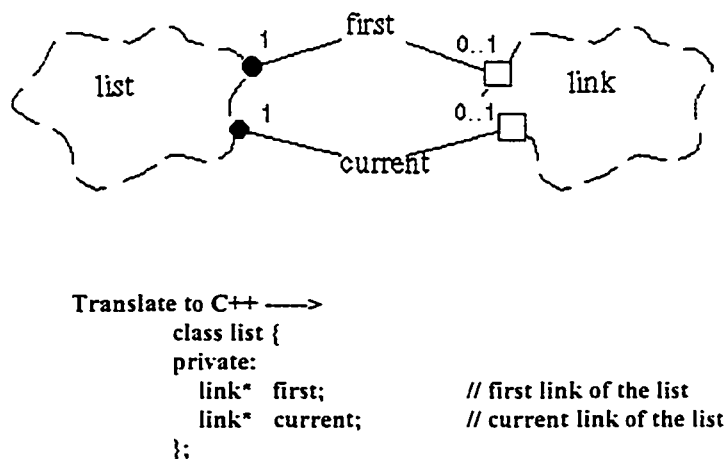 first
1
0..1
list
link
1
0..1
current
Translate to C++ ---->
class list {
private:
link* first; // first link of the list
link* current; // current link of the list
};